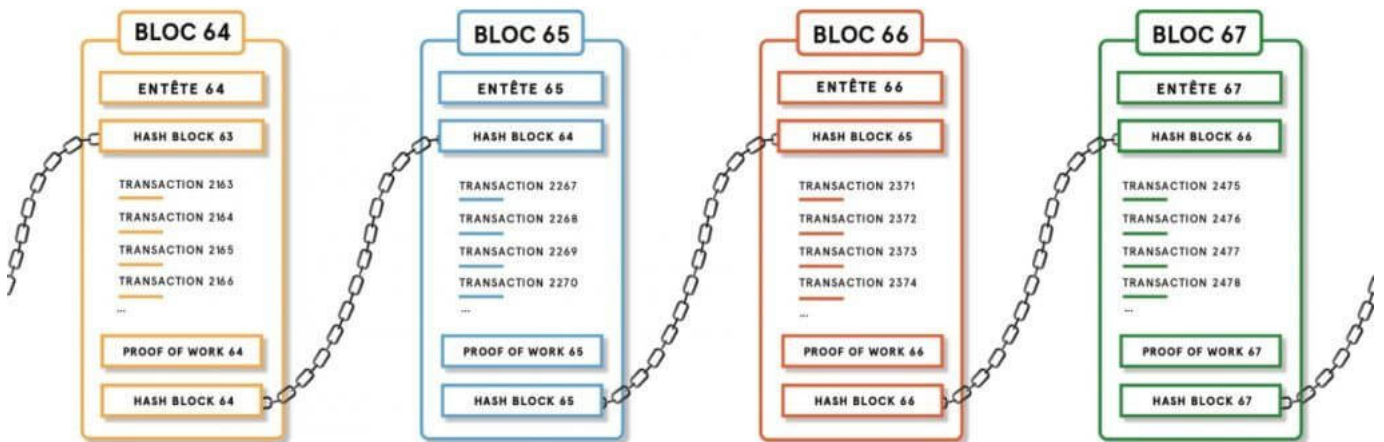 BLOC 64
ENTÊTE 64
HASH BLOCK 63
TRANSACTION 2163
TRANSACTION 2164
TRANSACTION 2165
TRANSACTION 2166
...
PROOF OF WORK 64
HASH BLOCK 64
BLOC 65
ENTÊTE 65
HASH BLOCK 64
TRANSACTION 2267
TRANSACTION 2268
TRANSACTION 2269
TRANSACTION 2270
...
PROOF OF WORK 65
HASH BLOCK 65
BLOC 66
ENTÊTE 66
HASH BLOCK 65
TRANSACTION 2371
TRANSACTION 2372
TRANSACTION 2373
TRANSACTION 2374
...
PROOF OF WORK 66
HASH BLOCK 66
BLOC 67
ENTÊTE 67
HASH BLOCK 66
TRANSACTION 2475
TRANSACTION 2476
TRANSACTION 2477
TRANSACTION 2478
...
PROOF OF WORK 67
HASH BLOCK 67